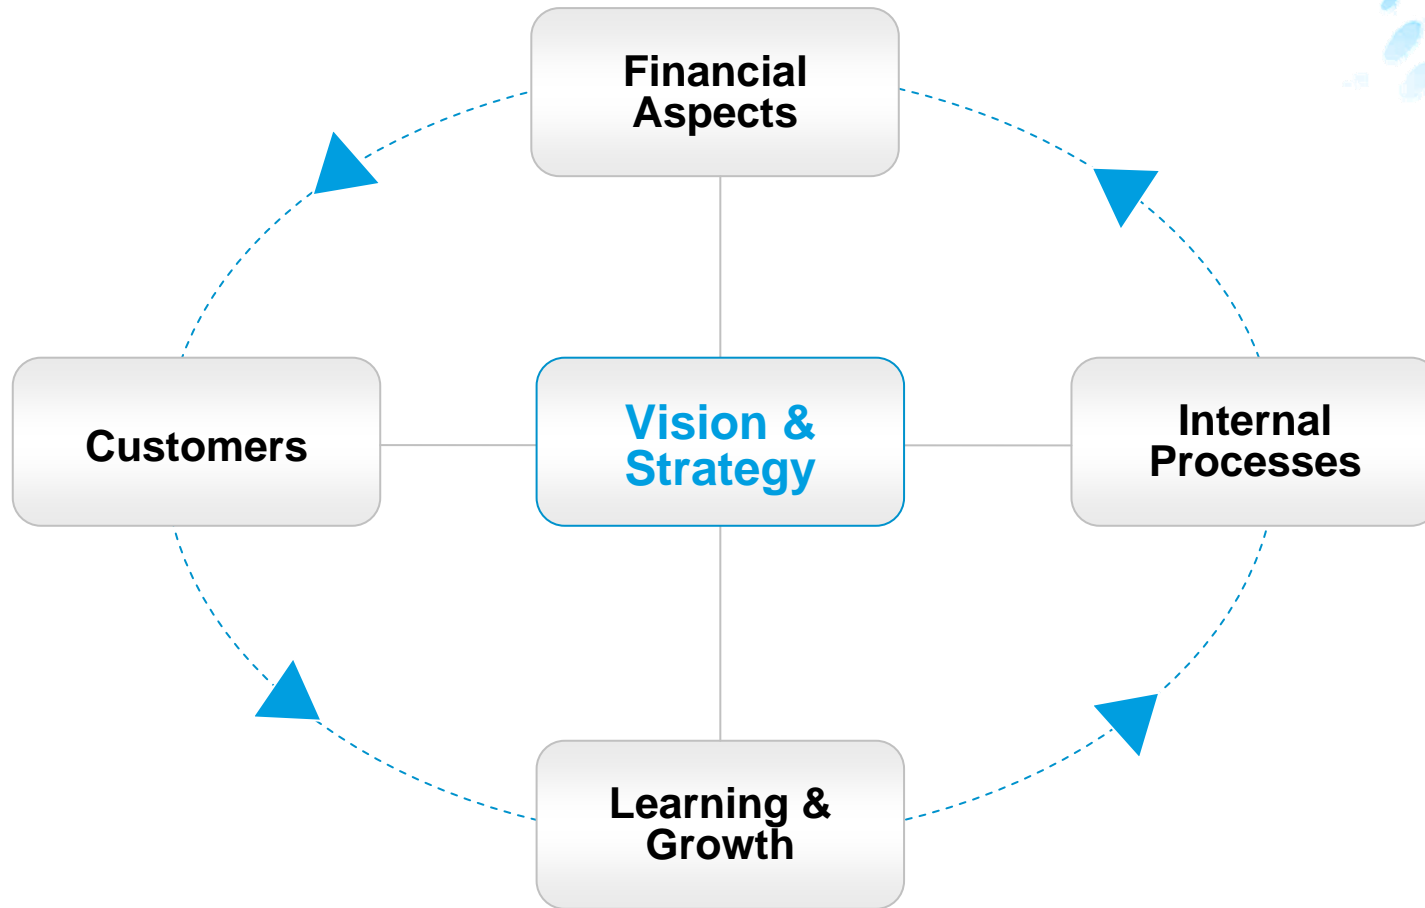 Financial
Aspects
Customers
Vision &
Strategy
Internal
Processes
Learning &
Growth